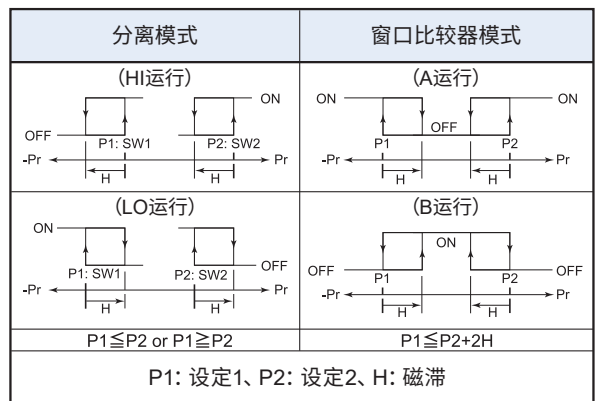 分离模式 窗口比较器模式
(HI运行) (A运行)
ON ON ON
OFF P1: SW1 P2: SW2 OFF P1 P2
-Pr H H Pr -Pr H H Pr
(LO运行) (B运行)
ON ON
P1: SW1 P2: SW2 OFF OFF P1 P2 OFF
-Pr H H Pr -Pr H H Pr
P1≦P2 or P1≧P2 P1≦P2+2H
P1: 设定1、P2: 设定2、H: 磁滞